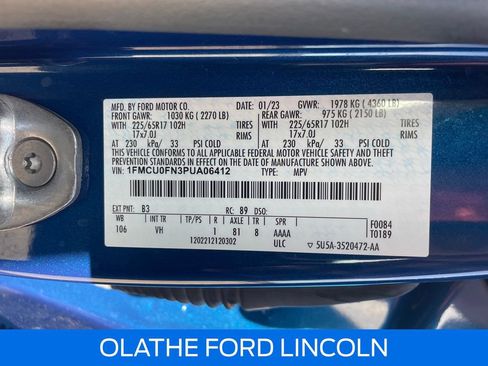 MFD. BY FORD MOTOR CO. 01/23 GVWR: 1978 KG (4360 LB)
FRONT GAWR: 1030 KG (2270 LB) REAR GAWR: 975 KG (2150 LB)
WITH 225/65R17 102H TIRES WITH 225/65R17 102H TIRES
17x7.0J RIMS 17x7.0J RIMS
AT 230 kPa/ 33 PSI COLD AT 230 kPa/ 33 PSI COLD
THIS VEHICLE CONFORMS TO ALL APPLICABLE FEDERAL MOTOR VEHICLE SAFETY AND
THEFT PREVENTION STANDARDS IN EFFECT ON THE DATE OF MANUFACTURE SHOWN ABOVE.
VIN: 1FMCU0FN3PUA06412 TYPE: MPV
EXT PNT: B3 RC: 89 DSO:
WB INT TR TP/PS R AXLE TR SPR F0084
106 VH 1 81 8 AAAA T0189
1202212120302 ULC 5U5A-3520472-AA
OLATHE FORD LINCOLN